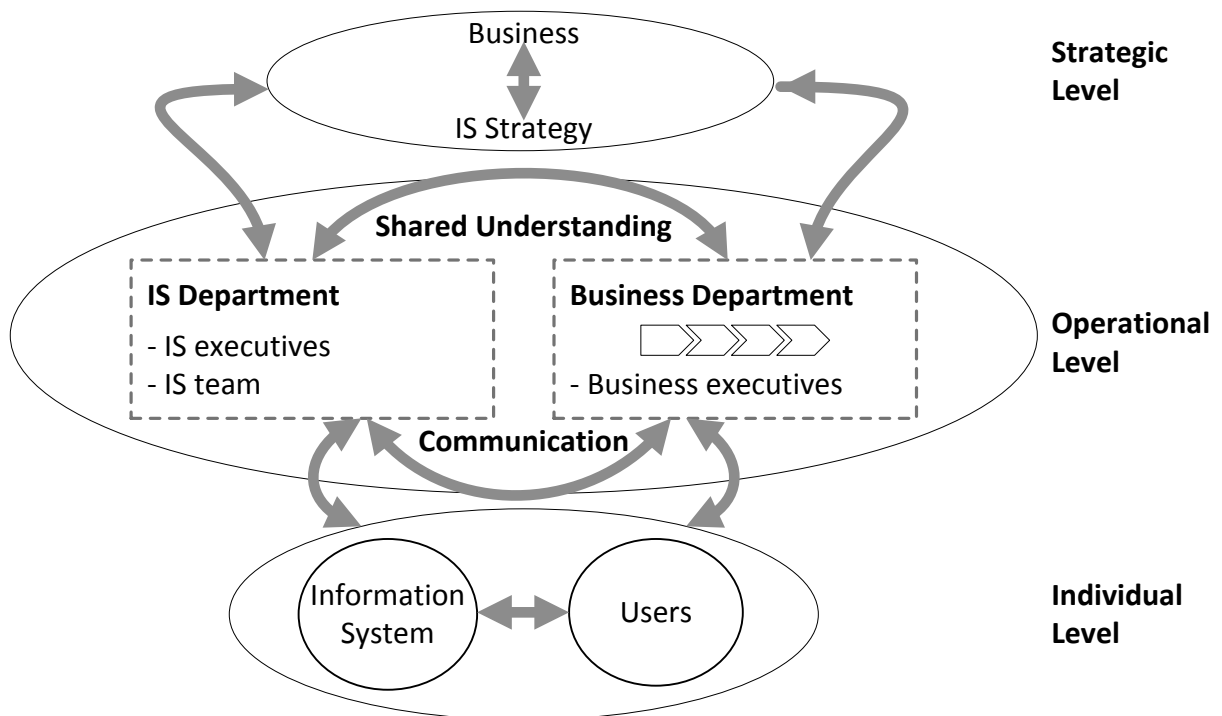 Business
IS Strategy
Strategic
Level
Shared Understanding
IS Department
- IS executives
- IS team
Business Department
- Business executives
Operational
Level
Communication
Information
System
Users
Individual
Level